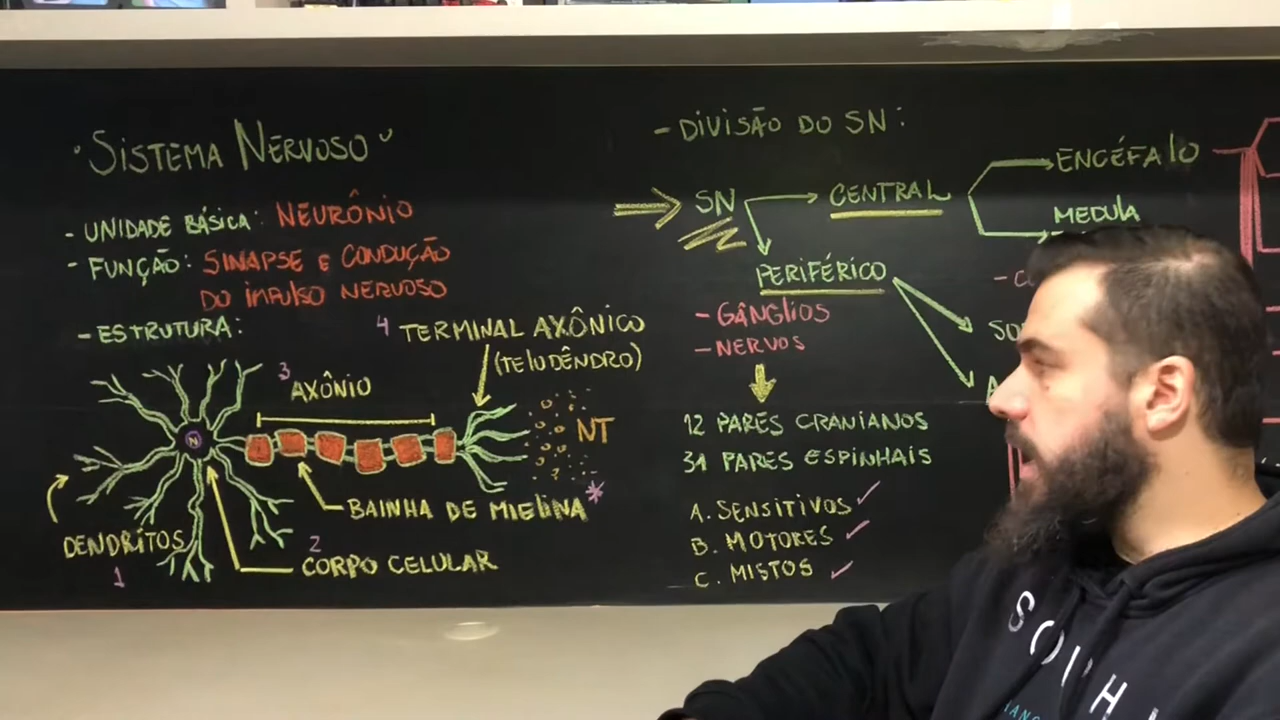 "SISTEMA NERVOSO"
- UNIDADE BÁSICA: NEURÔNIO
- FUNÇÃO: SINAPSE E CONDUÇÃO
DO IMPULSO NERVOSO
- ESTRUTURA:
4 TERMINAL AXÔNICO
(TELODÊNDRO)
3 AXÔNIO
N
NT
BAINHA DE MIELINA*
DENDRITOS
1
2
CORPO CELULAR
- DIVISÃO DO SN:
SN
CENTRAL
ENCÉFALO
MEDULA
PERIFÉRICO
- GÂNGLIOS
- NERVOS
12 PARES CRANIANOS
31 PARES ESPINHAIS
A. SENSITIVOS ✓
B. MOTORES ✓
C. MISTOS ✓